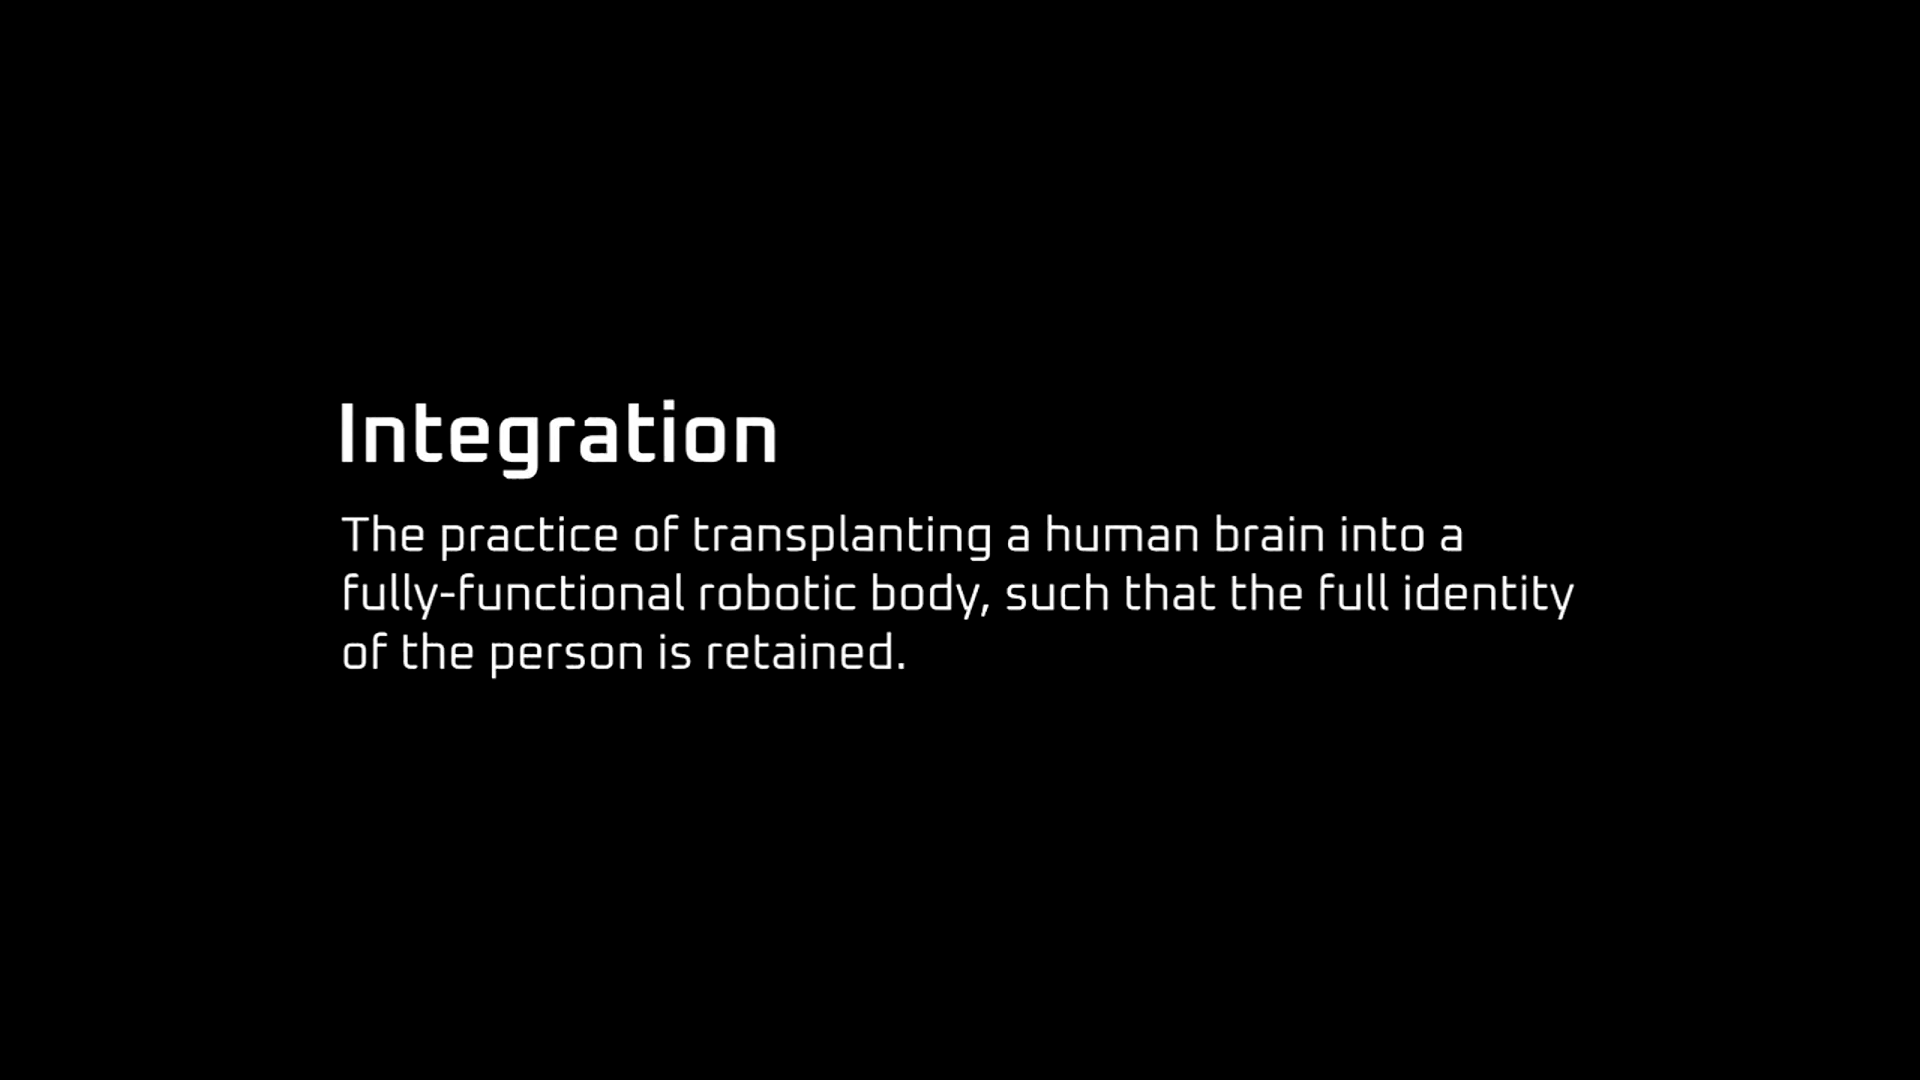 Integration
The practice of transplanting a human brain into a
fully-functional robotic body, such that the full identity
of the person is retained.